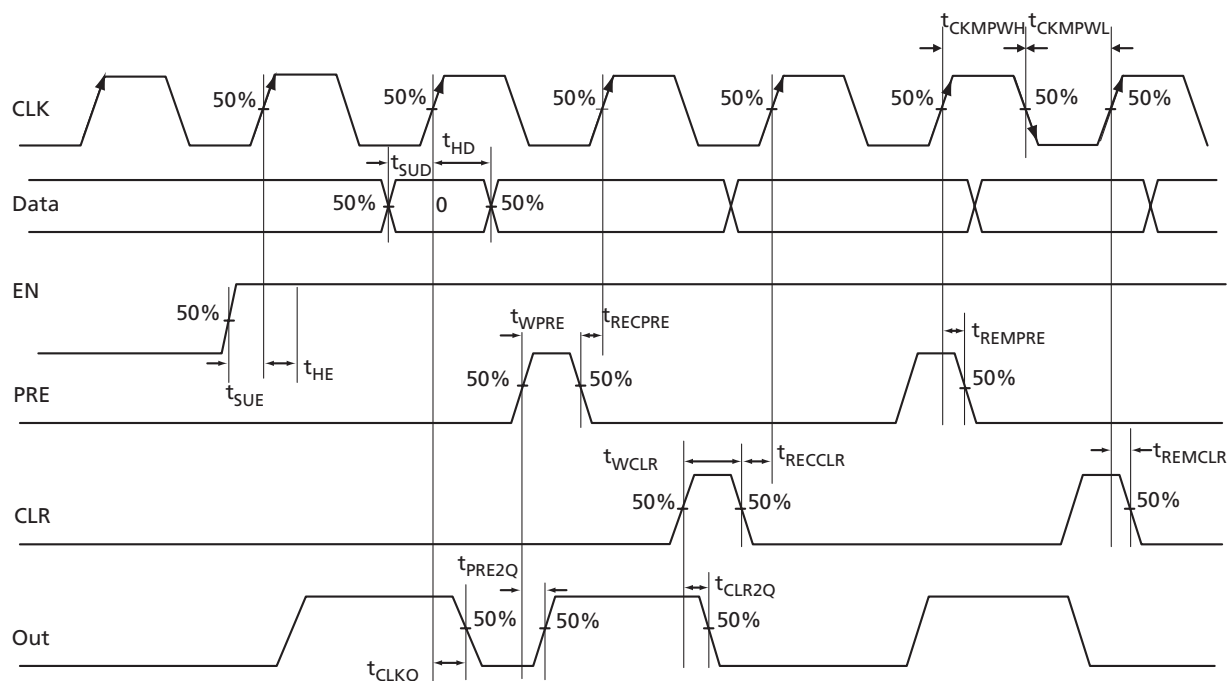 tCKMPWH tCKMPWL
CLK
50% 50% 50% 50% 50% 50% 50%
tSUD tHD
Data
50% 0 50%
EN
50%
tSUE tHE
tWPRE tRECPRE
tREMPRE
PRE
50% 50% 50%
tWCLR tRECCLR
tREMCLR
CLR
50% 50% 50%
tPRE2Q
tCLR2Q
Out
50% 50% 50%
tCLKQ